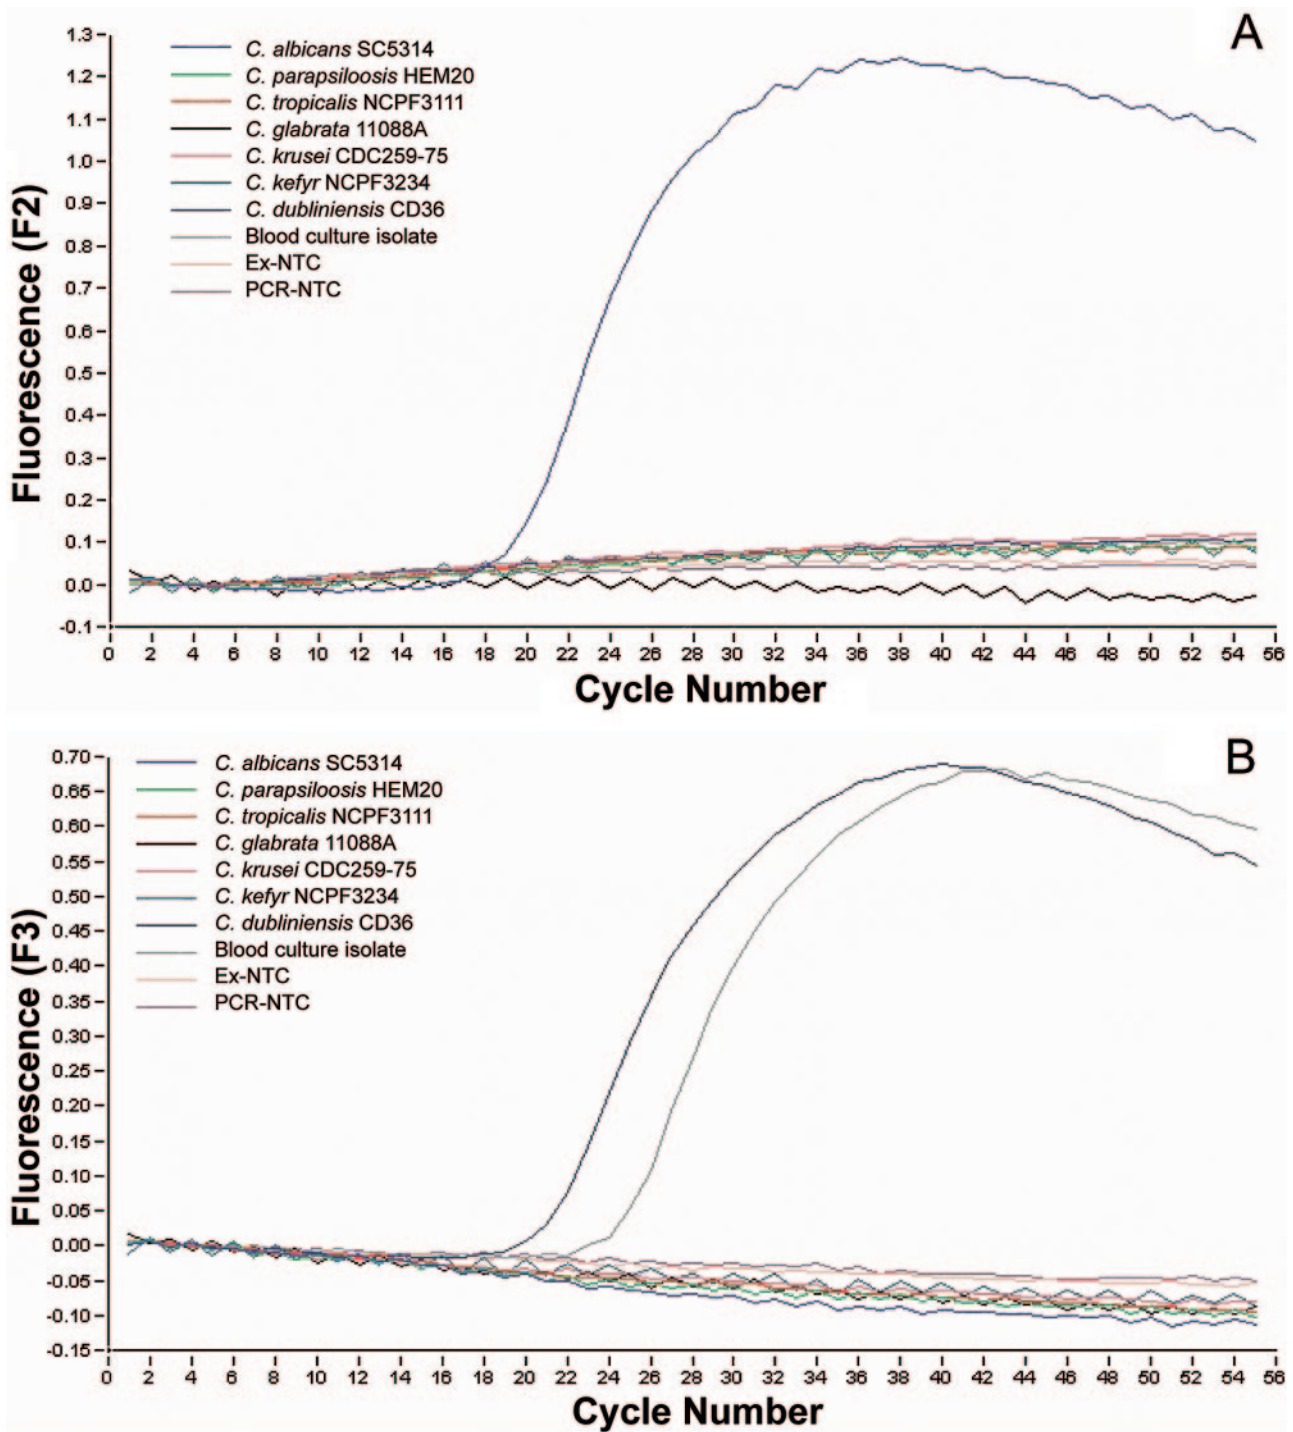 A
1.3
1.2
1.1
1.0
0.9
0.8
0.7
0.6
0.5
0.4
0.3
0.2
0.1
0.0
-0.1
Fluorescence (F2)
C. albicans SC5314
C. parapsiloosis HEM20
C. tropicalis NCPF3111
C. glabrata 11088A
C. krusei CDC259-75
C. kefyr NCPF3234
C. dubliniensis CD36
Blood culture isolate
Ex-NTC
PCR-NTC
0 2 4 6 8 10 12 14 16 18 20 22 24 26 28 30 32 34 36 38 40 42 44 46 48 50 52 54 56
Cycle Number
B
0.70
0.65
0.60
0.55
0.50
0.45
0.40
0.35
0.30
0.25
0.20
0.15
0.10
0.05
0.00
-0.05
-0.10
-0.15
Fluorescence (F3)
C. albicans SC5314
C. parapsiloosis HEM20
C. tropicalis NCPF3111
C. glabrata 11088A
C. krusei CDC259-75
C. kefyr NCPF3234
C. dubliniensis CD36
Blood culture isolate
Ex-NTC
PCR-NTC
0 2 4 6 8 10 12 14 16 18 20 22 24 26 28 30 32 34 36 38 40 42 44 46 48 50 52 54 56
Cycle Number